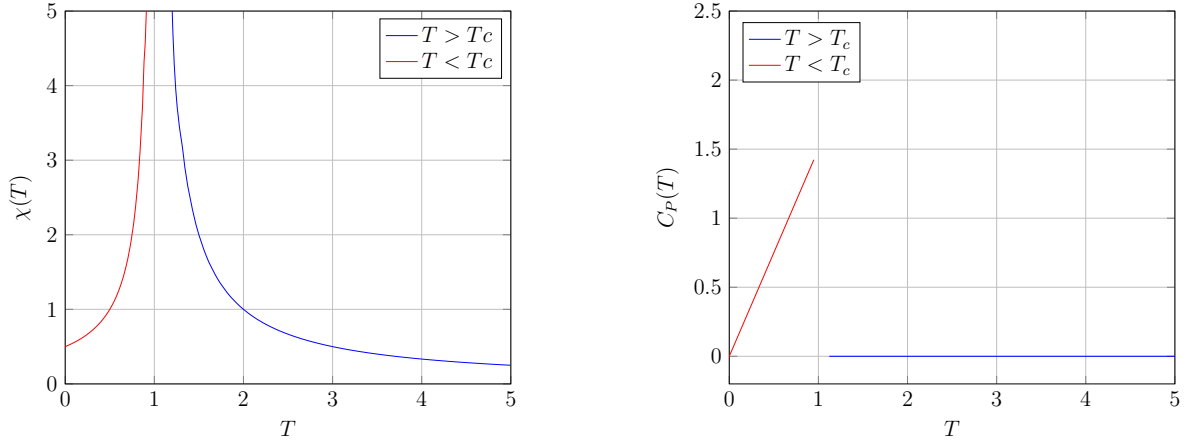 5
4
3
2
1
0
χ(T)
0 1 2 3 4 5
T
T > Tc
T < Tc
2.5
2
1.5
1
0.5
0
C_P(T)
0 1 2 3 4 5
T
T > T_c
T < T_c